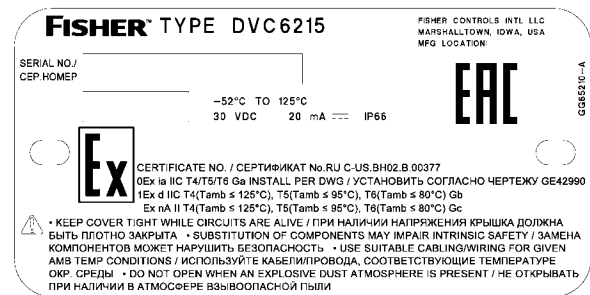 FISHER™ TYPE DVC6215
FISHER CONTROLS INTL LLC
MARSHALLTOWN, IOWA, USA
MFG LOCATION:
SERIAL NO./
СЕР.НОМЕР
-52°C TO 125°C
30 VDC 20 mA ⎓ IP66
EAC
GG65210-A
Ex
CERTIFICATE NO. / СЕРТИФИКАТ No.RU C-US.BH02.B.00377
0Ex ia IIC T4/T5/T6 Ga INSTALL PER DWG / УСТАНОВИТЬ СОГЛАСНО ЧЕРТЕЖУ GE42990
1Ex d IIC T4(Tamb ≤ 125°C), T5(Tamb ≤ 95°C), T6(Tamb ≤ 80°C) Gb
Ex nA II T4(Tamb ≤ 125°C), T5(Tamb ≤ 95°C), T6(Tamb ≤ 80°C) Gc
• KEEP COVER TIGHT WHILE CIRCUITS ARE ALIVE / ПРИ НАЛИЧИИ НАПРЯЖЕНИЯ КРЫШКА ДОЛЖНА
БЫТЬ ПЛОТНО ЗАКРЫТА • SUBSTITUTION OF COMPONENTS MAY IMPAIR INTRINSIC SAFETY / ЗАМЕНА
КОМПОНЕНТОВ МОЖЕТ НАРУШИТЬ БЕЗОПАСНОСТЬ • USE SUITABLE CABLING/WIRING FOR GIVEN
AMB TEMP CONDITIONS / ИСПОЛЬЗУЙТЕ КАБЕЛИ/ПРОВОДА, СООТВЕТСТВУЮЩИЕ ТЕМПЕРАТУРЕ
ОКР. СРЕДЫ • DO NOT OPEN WHEN AN EXPLOSIVE DUST ATMOSPHERE IS PRESENT / НЕ ОТКРЫВАТЬ
ПРИ НАЛИЧИИ В АТМОСФЕРЕ ВЗЫВООПАСНОЙ ПЫЛИ